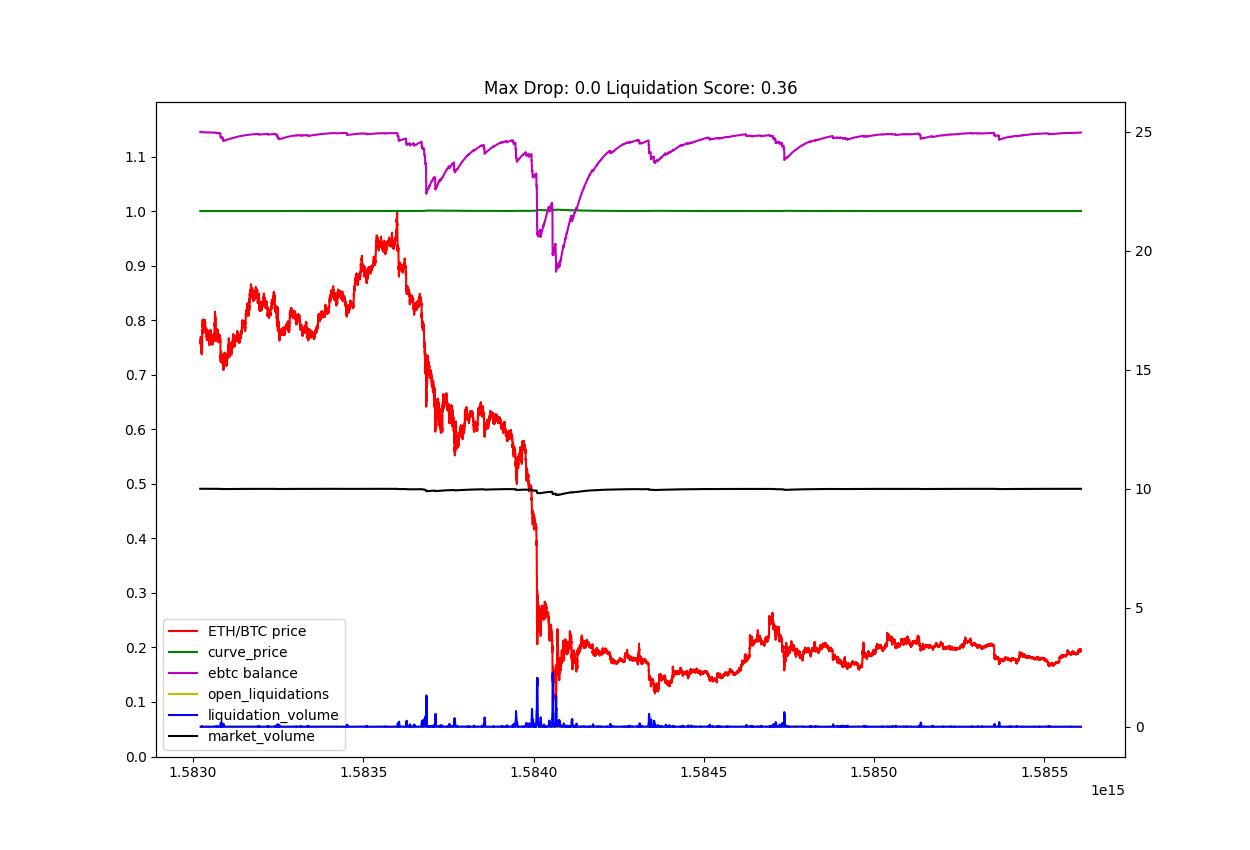 Max Drop: 0.0 Liquidation Score: 0.36
1.1
1.0
0.9
0.8
0.7
0.6
0.5
0.4
0.3
0.2
0.1
0.0
25
20
15
10
5
0
ETH/BTC price
curve_price
ebtc balance
open_liquidations
liquidation_volume
market_volume
1.5830 1.5835 1.5840 1.5845 1.5850 1.5855
1e15